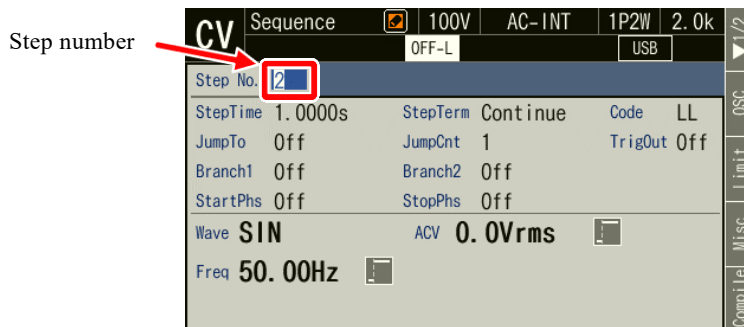 Step number
CV Sequence 100V AC-INT 1P2W 2.0k
OFF-L USB
Step No. 2
StepTime 1.0000s StepTerm Continue Code LL
JumpTo Off JumpCnt 1 TrigOut Off
Branch1 Off Branch2 Off
StartPhs Off StopPhs Off
Wave SIN ACV 0.0Vrms
Freq 50.00Hz
▼1/2
OSC
Limit
Misc
Compile